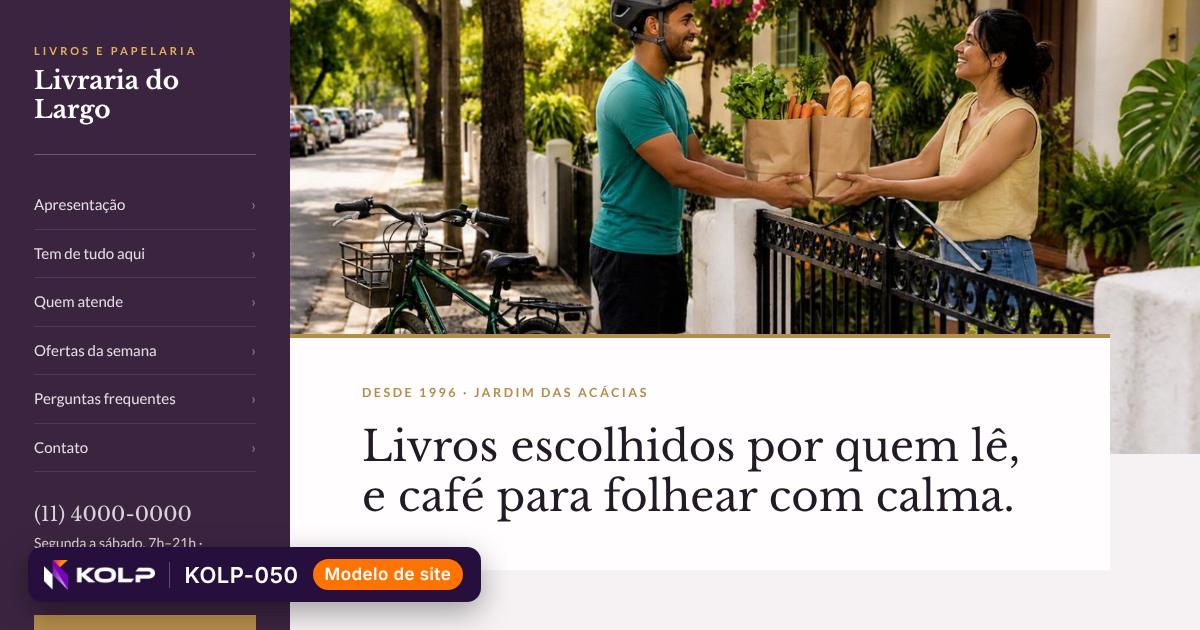 LIVROS E PAPELARIA
Livraria do
Largo
Apresentação
Tem de tudo aqui
Quem atende
Ofertas da semana
Perguntas frequentes
Contato
(11) 4000-0000
Segunda a sábado, 7h–21h ·
DESDE 1996 · JARDIM DAS ACÁCIAS
Livros escolhidos por quem lê,
e café para folhear com calma.
KOLP
KOLP-050
Modelo de site